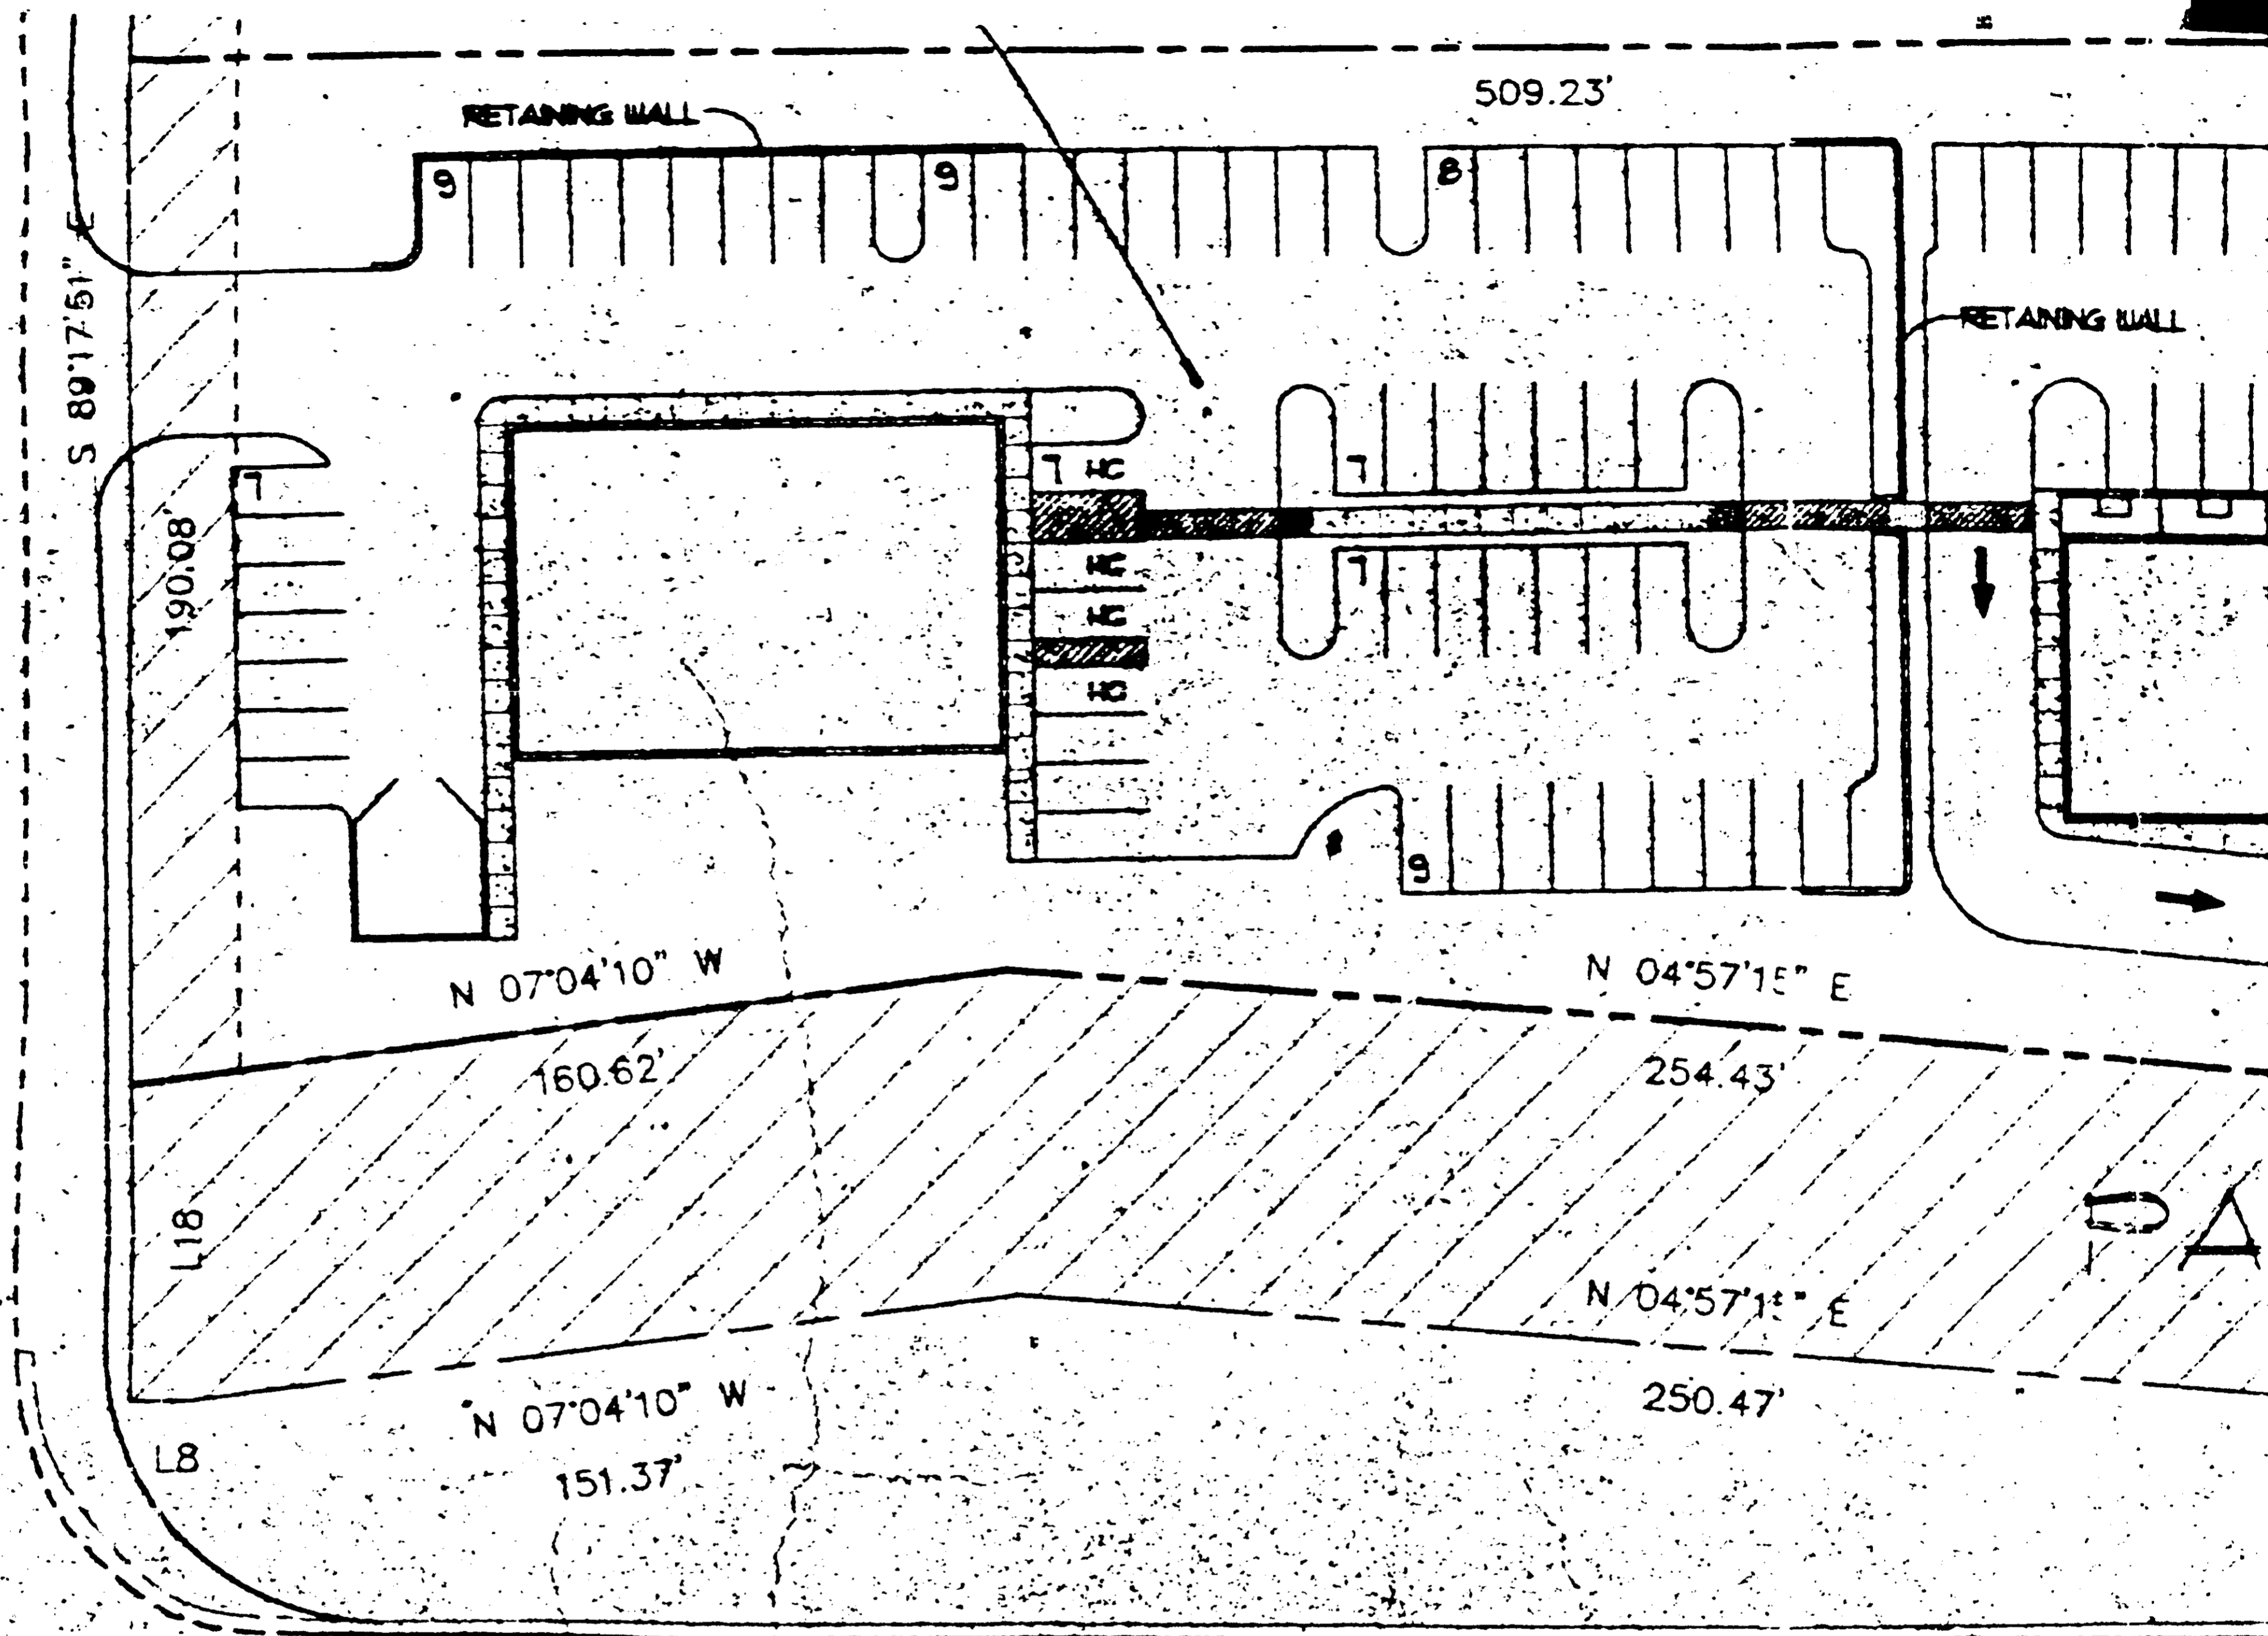 509.23'
RETAINING WALL
9
9
8
S 89°17'51" E
RETAINING WALL
7
7
HC
7
190.08'
HC
7
HC
HC
9
N 07°04'10" W
N 04°57'15" E
160.62'
254.43'
L18
PA
N 04°57'15" E
N 07°04'10" W
250.47'
L8
151.37'